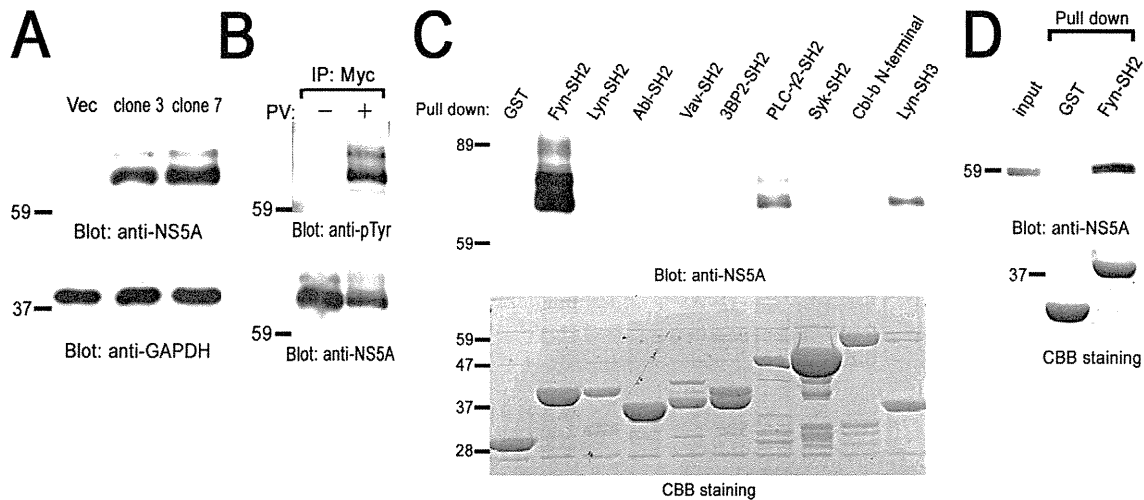 A
Vec
clone 3
clone 7
59
Blot: anti-NS5A
37
Blot: anti-GAPDH
B
IP: Myc
PV:
−
+
59
Blot: anti-pTyr
59
Blot: anti-NS5A
C
Pull down:
GST
Fyn-SH2
Lyn-SH2
Abl-SH2
Vav-SH2
3BP2-SH2
PLC-γ2-SH2
Syk-SH2
Cbl-b N-terminal
Lyn-SH3
89
59
Blot: anti-NS5A
59
47
37
28
CBB staining
D
Pull down
input
GST
Fyn-SH2
59
Blot: anti-NS5A
37
CBB staining